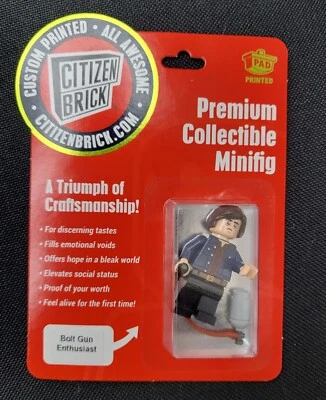 CUSTOM PRINTED • ALL AWESOME •
CITIZENBRICK.COM •
CITIZEN
BRICK
PAD
PRINTED
Premium
Collectible
Minifig
A Triumph of
Craftsmanship!
• For discerning tastes
• Fills emotional voids
• Offers hope in a bleak world
• Elevates social status
• Proof of your worth
• Feel alive for the first time!
Bolt Gun
Enthusiast